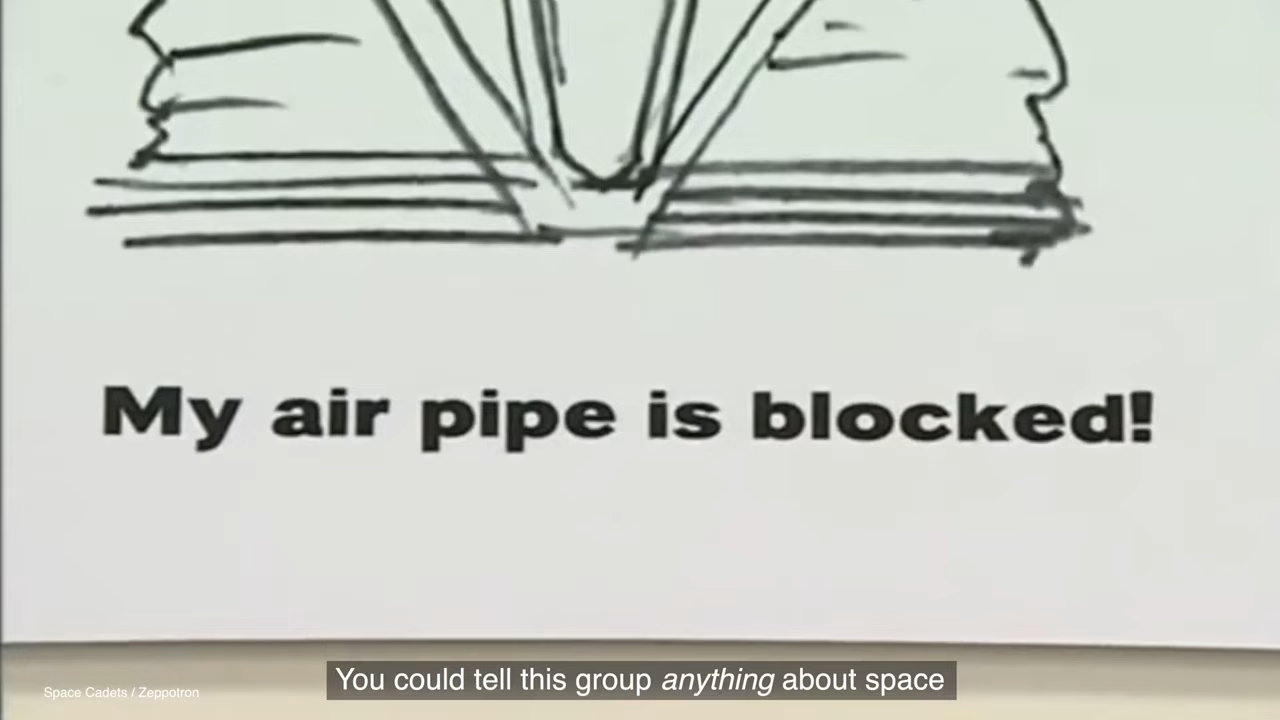 My air pipe is blocked!
You could tell this group anything about space
Space Cadets / Zeppotron